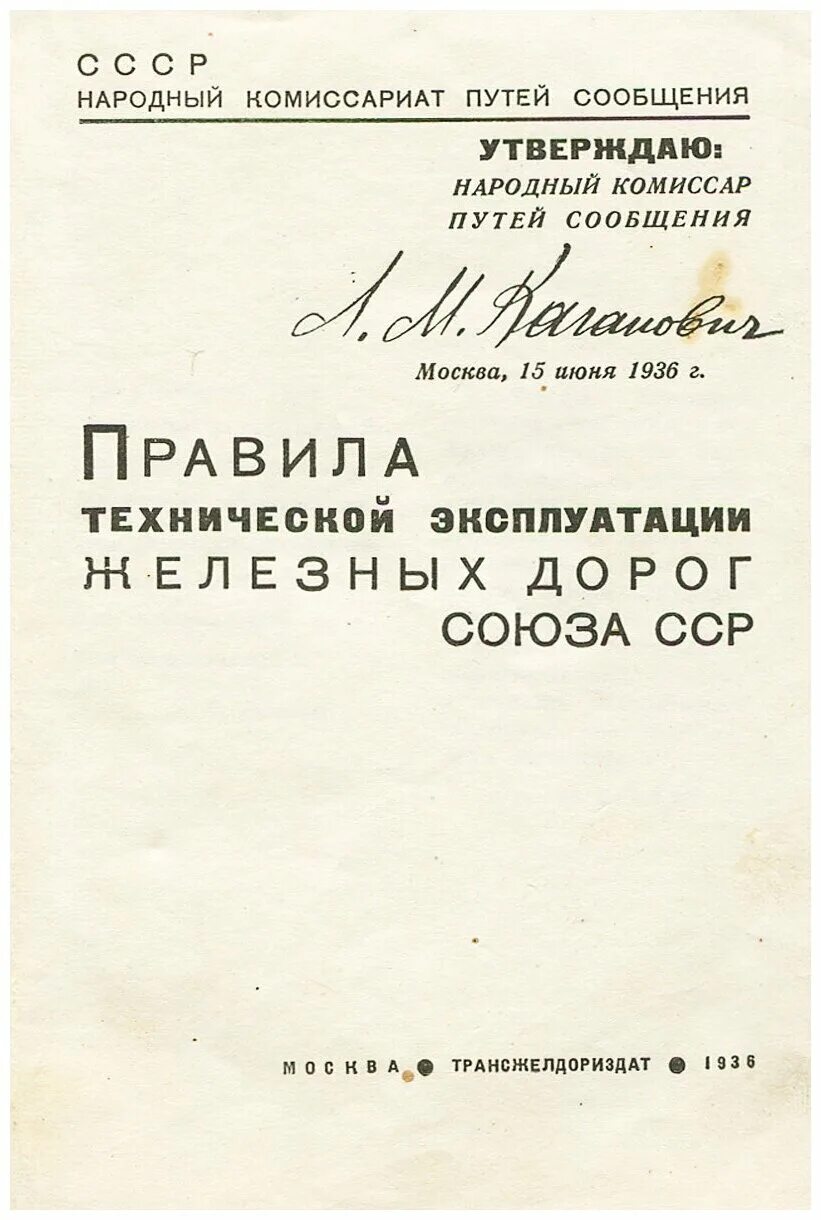 СССР
НАРОДНЫЙ КОМИССАРИАТ ПУТЕЙ СООБЩЕНИЯ
УТВЕРЖДАЮ:
НАРОДНЫЙ КОМИССАР
ПУТЕЙ СООБЩЕНИЯ
Л. М. Каганович
Москва, 15 июня 1936 г.
ПРАВИЛА
ТЕХНИЧЕСКОЙ ЭКСПЛУАТАЦИИ
ЖЕЛЕЗНЫХ ДОРОГ
СОЮЗА ССР
МОСКВА ● ТРАНСЖЕЛДОРИЗДАТ ● 1936